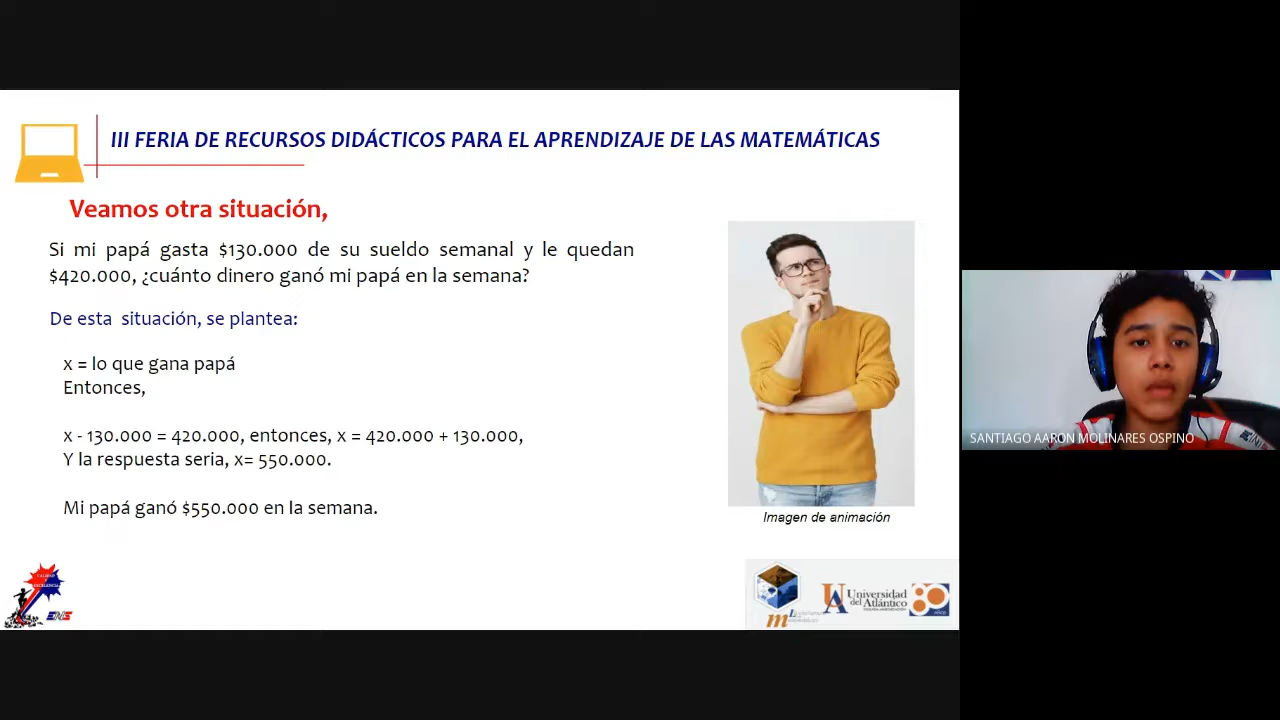 III FERIA DE RECURSOS DIDÁCTICOS PARA EL APRENDIZAJE DE LAS MATEMÁTICAS
Veamos otra situación,
Si mi papá gasta $130.000 de su sueldo semanal y le quedan
$420.000, ¿cuánto dinero ganó mi papá en la semana?
De esta situación, se plantea:
x = lo que gana papá
Entonces,
x - 130.000 = 420.000, entonces, x = 420.000 + 130.000,
Y la respuesta seria, x= 550.000.
Mi papá ganó $550.000 en la semana.
Imagen de animación
SANTIAGO AARON MOLINARES OSPINO
CALIDAD
EXCELENCIA
Universidad
del Atlántico